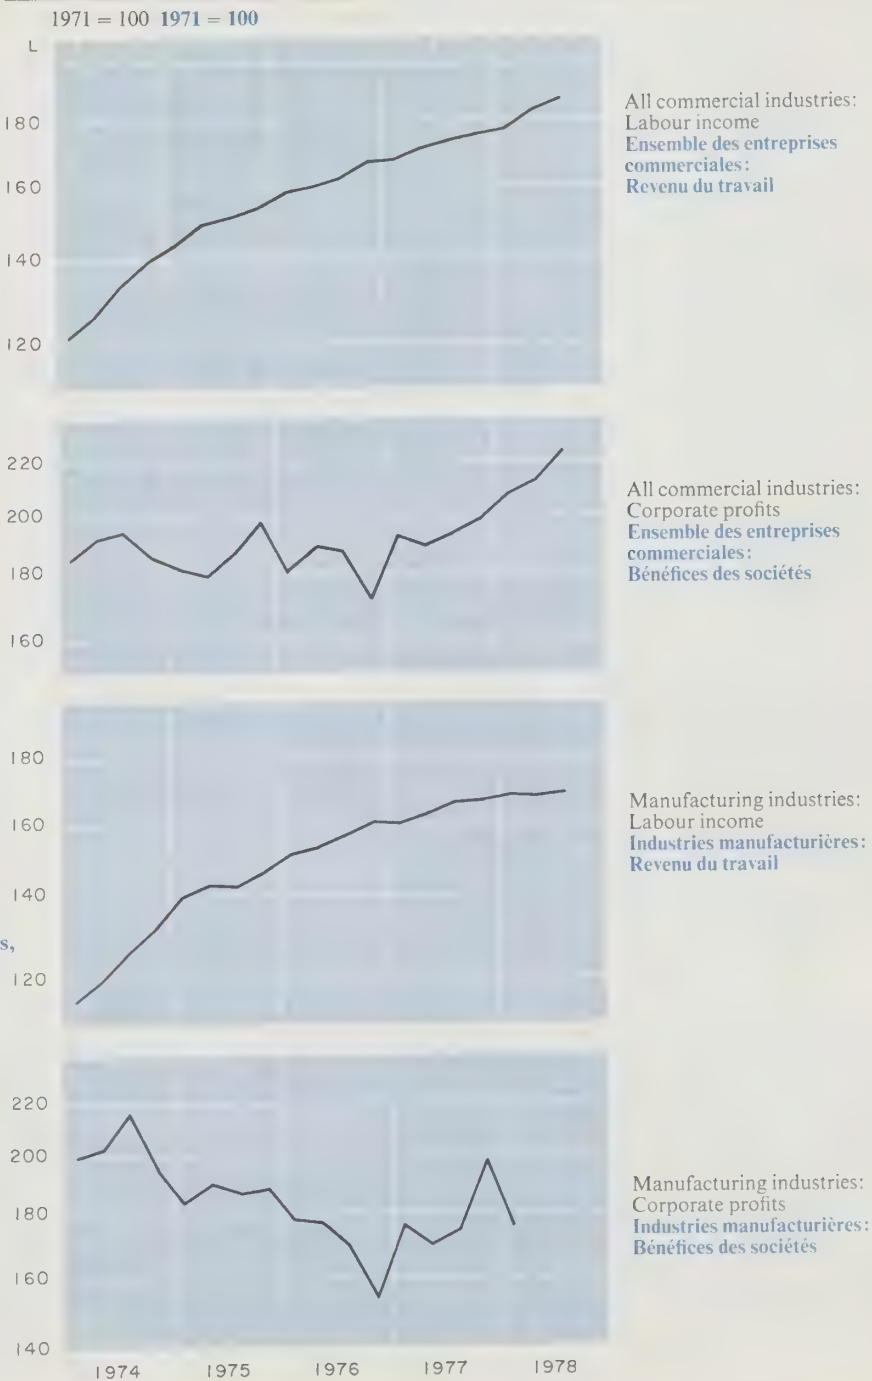 1971 = 100 1971 = 100
L
180
160
140
120
All commercial industries:
Labour income
Ensemble des entreprises
commerciales:
Revenu du travail
220
200
180
160
All commercial industries:
Corporate profits
Ensemble des entreprises
commerciales:
Bénéfices des sociétés
180
160
140
s,
120
Manufacturing industries:
Labour income
Industries manufacturières:
Revenu du travail
220
200
180
160
140
Manufacturing industries:
Corporate profits
Industries manufacturières:
Bénéfices des sociétés
1974 1975 1976 1977 1978